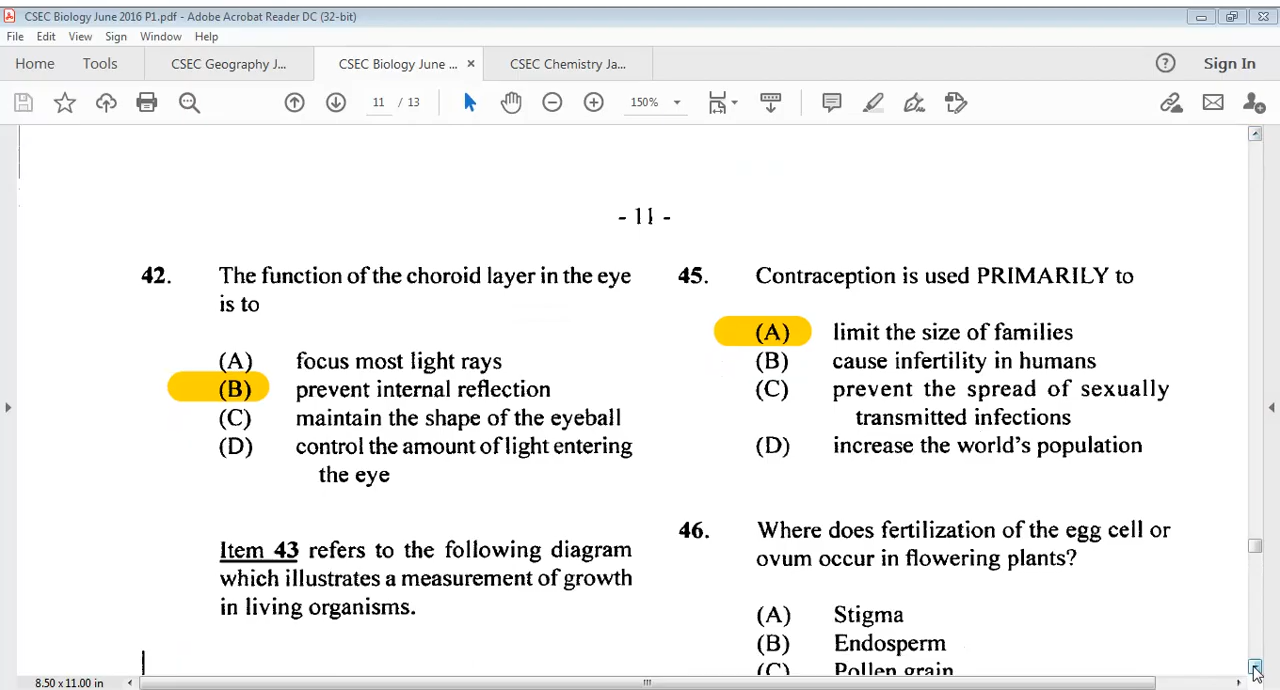 CSEC Biology June 2016 P1.pdf - Adobe Acrobat Reader DC (32-bit)
File Edit View Sign Window Help
Home Tools CSEC Geography J... CSEC Biology June ... × CSEC Chemistry Ja... ? Sign In
11 / 13 150%
- 11 -
42. The function of the choroid layer in the eye
is to
(A) focus most light rays
(B) prevent internal reflection
(C) maintain the shape of the eyeball
(D) control the amount of light entering
the eye
Item 43 refers to the following diagram
which illustrates a measurement of growth
in living organisms.
45. Contraception is used PRIMARILY to
(A) limit the size of families
(B) cause infertility in humans
(C) prevent the spread of sexually
transmitted infections
(D) increase the world's population
46. Where does fertilization of the egg cell or
ovum occur in flowering plants?
(A) Stigma
(B) Endosperm
(C) Pollen grain
8.50 x 11.00 in